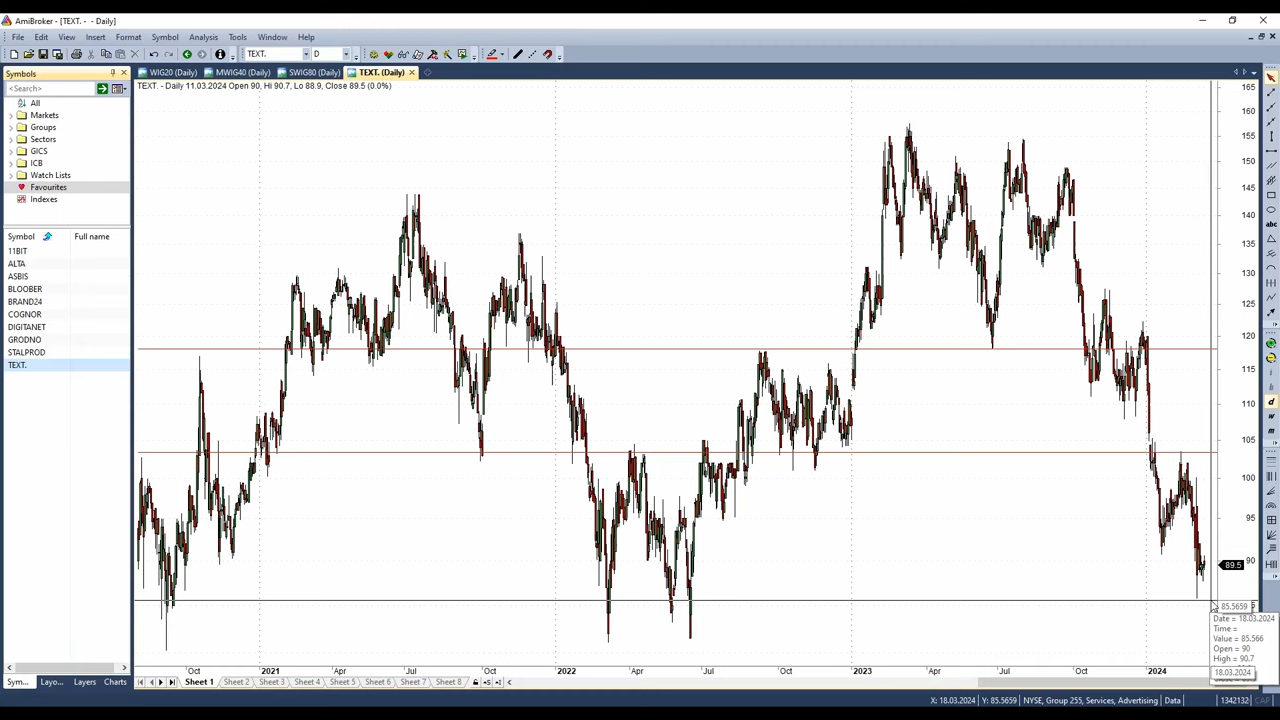 AmiBroker - [TEXT. - - Daily]
File Edit View Insert Format Symbol Analysis Tools Window Help
TEXT. D
Symbols
WIG20 (Daily) MWIG40 (Daily) SWIG80 (Daily) TEXT. (Daily)
<Search>
TEXT. - Daily 11.03.2024 Open 90, Hi 90.7, Lo 88.9, Close 89.5 (0.0%)
All
Markets
Groups
Sectors
GICS
ICB
Watch Lists
Favourites
Indexes
Symbol Full name
11BIT
ALTA
ASBIS
BLOOBER
BRAND24
COGNOR
DIGITANET
GRODNO
STALPROD
TEXT.
165
160
155
150
145
140
135
130
125
120
115
110
105
100
95
90
89.5
85.5659
Date = 18.03.2024
Time =
Value = 85.566
Open = 90
High = 90.7
18.03.2024
Oct 2021 Apr Jul Oct 2022 Apr Jul Oct 2023 Apr Jul Oct 2024
Sym... Layo... Layers Charts
Sheet 1 Sheet 2 Sheet 3 Sheet 4 Sheet 5 Sheet 6 Sheet 7 Sheet 8
X: 18.03.2024 Y: 85.5659 NYSE, Group 255, Services, Advertising Data 1342132 CAP